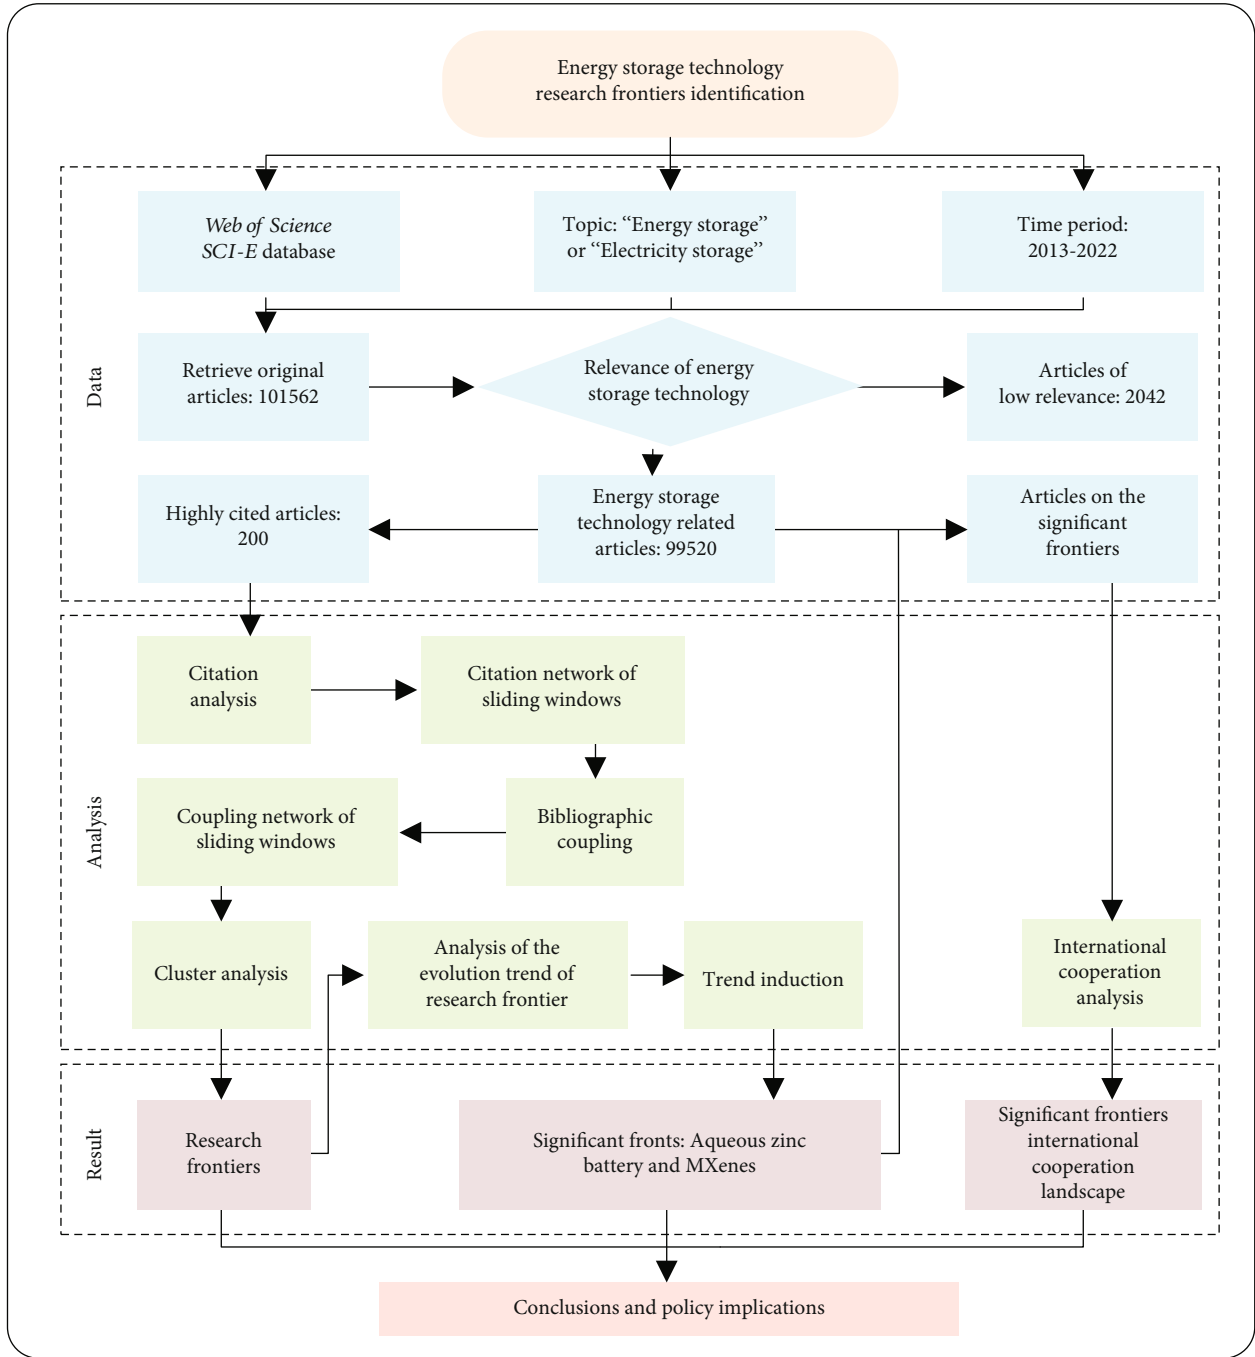 Energy storage technology
research frontiers identification
Web of Science
SCI-E database
Topic: “Energy storage”
or “Electricity storage”
Time period:
2013-2022
Data
Retrieve original
articles: 101562
Relevance of energy
storage technology
Articles of
low relevance: 2042
Highly cited articles:
200
Energy storage
technology related
articles: 99520
Articles on the
significant
frontiers
Analysis
Citation
analysis
Citation network of
sliding windows
Coupling network of
sliding windows
Bibliographic
coupling
Cluster analysis
Analysis of the
evolution trend of
research frontier
Trend induction
International
cooperation
analysis
Result
Research
frontiers
Significant fronts: Aqueous zinc
battery and MXenes
Significant frontiers
international
cooperation
landscape
Conclusions and policy implications